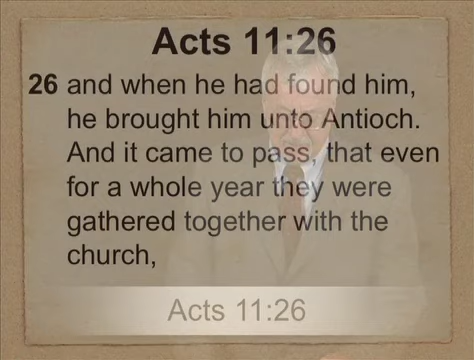 Acts 11:26
26 and when he had found him,
he brought him unto Antioch.
And it came to pass, that even
for a whole year they were
gathered together with the
church,
Acts 11:26